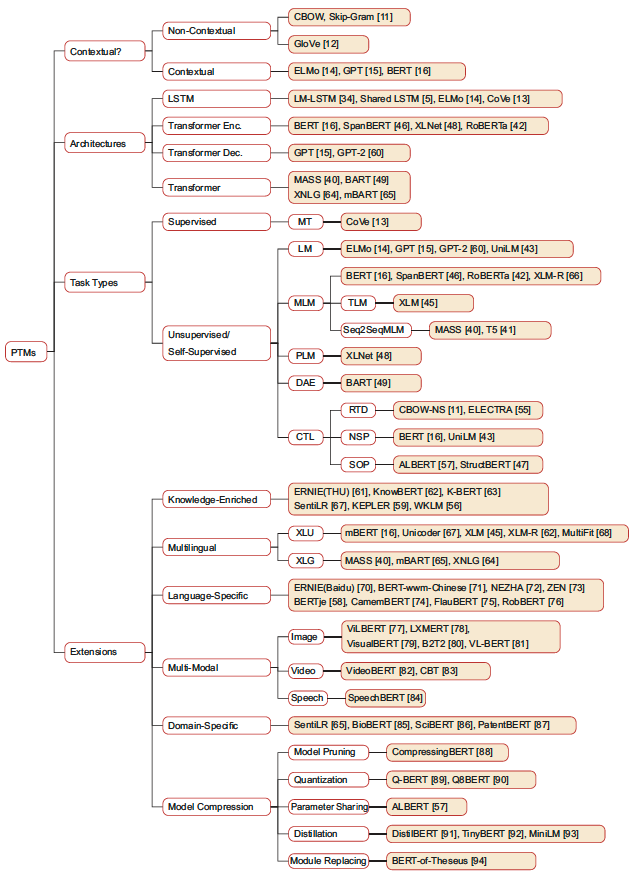 CBOW, Skip-Gram [11]
Non-Contextual
GloVe [12]
Contextual?
Contextual
ELMo [14], GPT [15], BERT [16]
LSTM
LM-LSTM [34], Shared LSTM [5], ELMo [14], CoVe [13]
Transformer Enc.
BERT [16], SpanBERT [46], XLNet [48], RoBERTa [42]
Architectures
Transformer Dec.
GPT [15], GPT-2 [60]
Transformer
MASS [40], BART [49]
XNLG [64], mBART [65]
Supervised
MT
CoVe [13]
LM
ELMo [14], GPT [15], GPT-2 [60], UniLM [43]
Task Types
BERT [16], SpanBERT [46], RoBERTa [42], XLM-R [66]
MLM
TLM
XLM [45]
Seq2SeqMLM
MASS [40], T5 [41]
Unsupervised/
Self-Supervised
PTMs
PLM
XLNet [48]
DAE
BART [49]
RTD
CBOW-NS [11], ELECTRA [55]
CTL
NSP
BERT [16], UniLM [43]
SOP
ALBERT [57], StructBERT [47]
Knowledge-Enriched
ERNIE(THU) [61], KnowBERT [62], K-BERT [63]
SentiLR [67], KEPLER [59], WKLM [56]
XLU
mBERT [16], Unicoder [67], XLM [45], XLM-R [62], MultiFit [68]
Multilingual
XLG
MASS [40], mBART [65], XNLG [64]
Language-Specific
ERNIE(Baidu) [70], BERT-wwm-Chinese [71], NEZHA [72], ZEN [73]
BERTje [58], CamemBERT [74], FlauBERT [75], RobBERT [76]
Extensions
Image
ViLBERT [77], LXMERT [78],
VisualBERT [79], B2T2 [80], VL-BERT [81]
Multi-Modal
Video
VideoBERT [82], CBT [83]
Speech
SpeechBERT [84]
Domain-Specific
SentiLR [65], BioBERT [85], SciBERT [86], PatentBERT [87]
Model Pruning
CompressingBERT [88]
Quantization
Q-BERT [89], Q8BERT [90]
Model Compression
Parameter Sharing
ALBERT [57]
Distillation
DistilBERT [91], TinyBERT [92], MiniLM [93]
Module Replacing
BERT-of-Theseus [94]